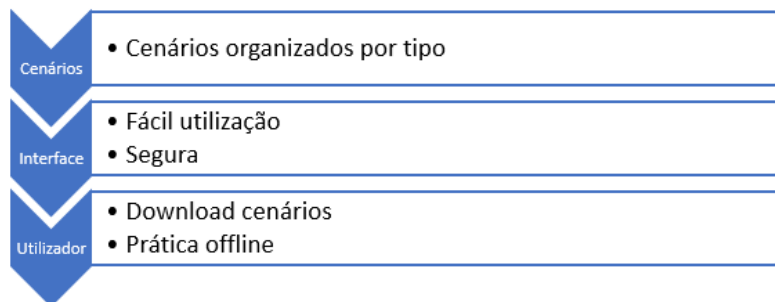 Cenários
• Cenários organizados por tipo
Interface
• Fácil utilização
• Segura
Utilizador
• Download cenários
• Prática offline